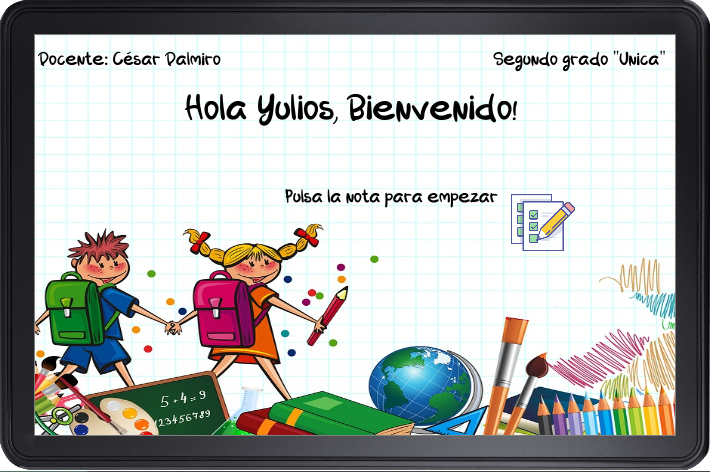 Docente: César Dalmiro
Segundo grado "Unica"
Hola Yulios, Bienvenido!
Pulsa la nota para empezar
5+4=9
123456789